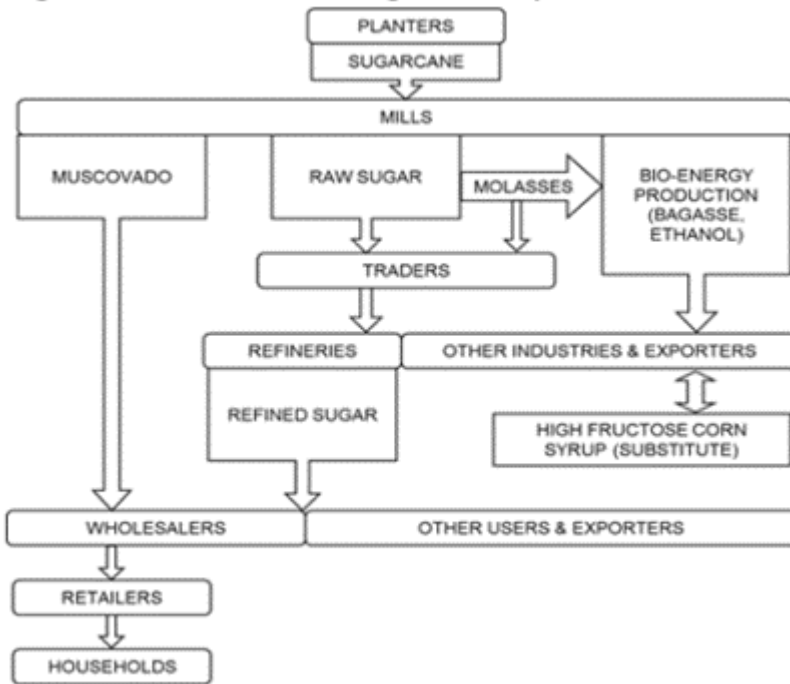 PLANTERS
SUGARCANE
MILLS
MUSCOVADO
RAW SUGAR
MOLASSES
BIO-ENERGY
PRODUCTION
(BAGASSE,
ETHANOL)
TRADERS
REFINERIES
OTHER INDUSTRIES & EXPORTERS
REFINED SUGAR
HIGH FRUCTOSE CORN
SYRUP (SUBSTITUTE)
WHOLESALERS
OTHER USERS & EXPORTERS
RETAILERS
HOUSEHOLDS